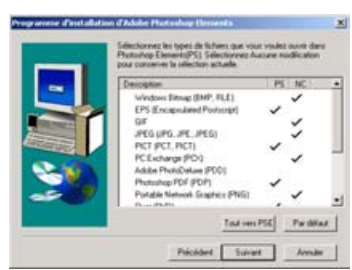 Programme d'installation d'Adobe Photoshop Elements
Sélectionnez les types de fichiers que vous voulez ouvrir dans
Photoshop Elements(PS). Sélectionnez Aucune modification
pour conserver la sélection actuelle.
Description PS NC
Windows Bitmap (BMP, RLE)
EPS (Encapsulated Postscript)
GIF
JPEG (JPG, JPE, JPEG)
PICT (PCT, PICT)
PC Exchange (PCX)
Adobe PhotoDeluxe (PDD)
Photoshop PDF (PDP)
Portable Network Graphics (PNG)
Tout vers PSE Par défaut
Précédent Suivant Annuler